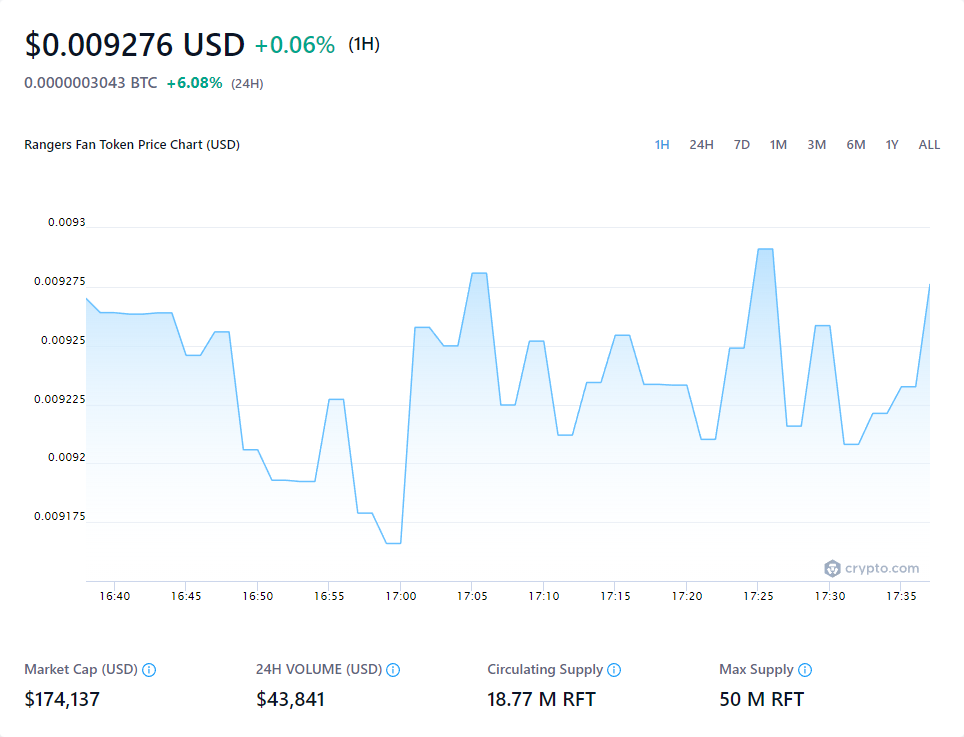 $0.009276 USD +0.06% (1H)
0.0000003043 BTC +6.08% (24H)
Rangers Fan Token Price Chart (USD)
1H 24H 7D 1M 3M 6M 1Y ALL
0.0093
0.009275
0.00925
0.009225
0.0092
0.009175
crypto.com
16:40 16:45 16:50 16:55 17:00 17:05 17:10 17:15 17:20 17:25 17:30 17:35
Market Cap (USD) 24H VOLUME (USD) Circulating Supply Max Supply
$174,137 $43,841 18.77 M RFT 50 M RFT